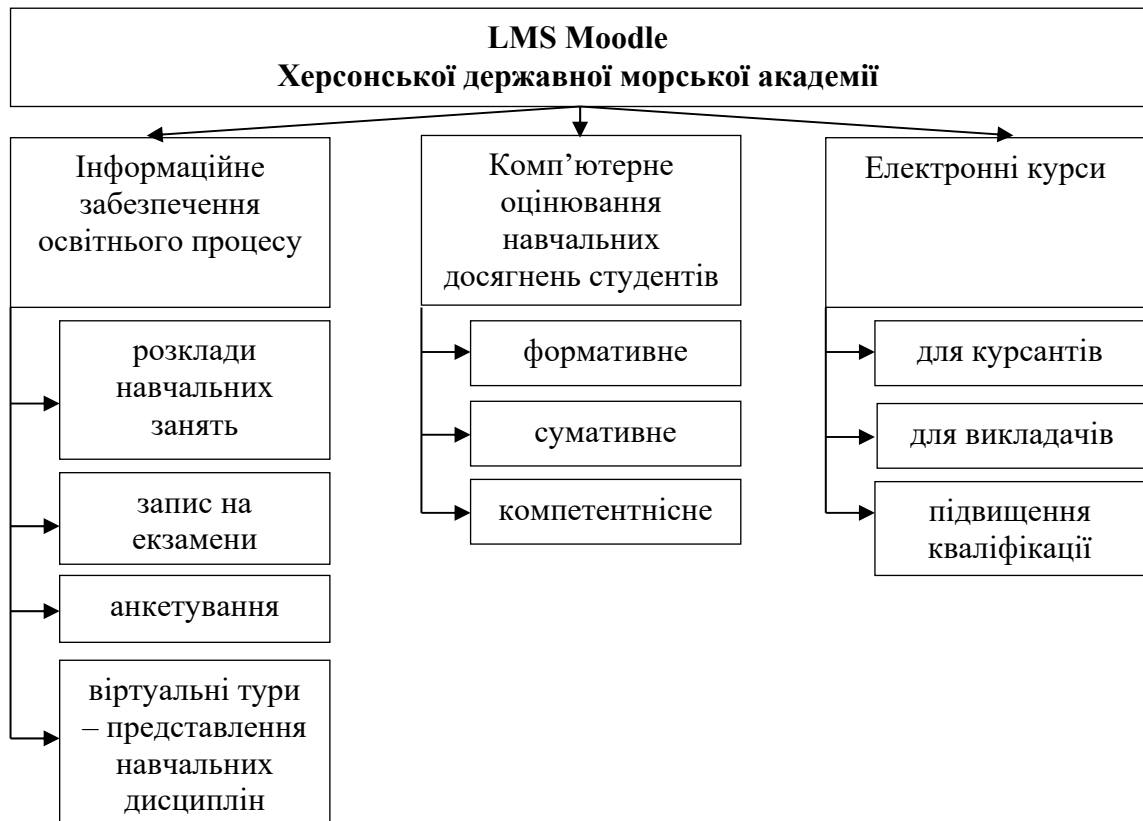 LMS Moodle
Херсонської державної морської академії
Інформаційне
забезпечення
освітнього процесу
розклади
навчальних
занять
запис на
екзамени
анкетування
віртуальні тури
– представлення
навчальних
дисциплін
Комп’ютерне
оцінювання
навчальних
досягнень студентів
формативне
сумативне
компетентнісне
Електронні курси
для курсантів
для викладачів
підвищення
кваліфікації